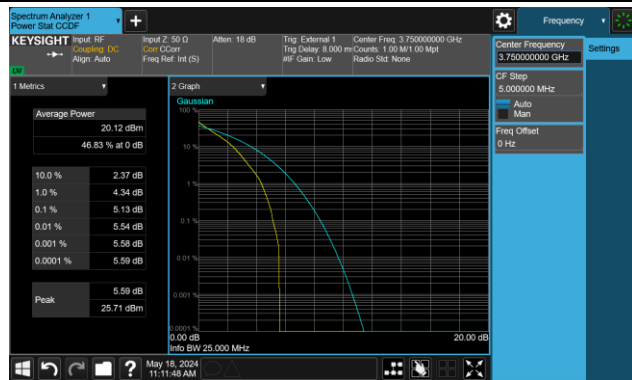 Spectrum Analyzer 1
Power Stat CCDF
Frequency
KEYSIGHT
Input: RF
Coupling: DC
Align: Auto
Input Z: 50 Ω
Corr CCorr
Freq Ref: Int (S)
Atten: 18 dB
Trig: External 1
Trig Delay: 8.000 m
#IF Gain: Low
Center Freq: 3.750000000 GHz
Counts: 1.00 M/1.00 Mpt
Radio Std: None
Center Frequency
3.750000000 GHz
Settings
CF Step
5.000000 MHz
Auto
Man
Freq Offset
0 Hz
1 Metrics
Average Power
20.12 dBm
46.83 % at 0 dB
10.0 % 2.37 dB
1.0 % 4.34 dB
0.1 % 5.13 dB
0.01 % 5.54 dB
0.001 % 5.58 dB
0.0001 % 5.59 dB
Peak
5.59 dB
25.71 dBm
2 Graph
Gaussian
100 %
10 %
1 %
0.1 %
0.01 %
0.001 %
0.0001 %
0.00 dB
20.00 dB
Info BW 25.000 MHz
?
May 18, 2024
11:11:48 AM